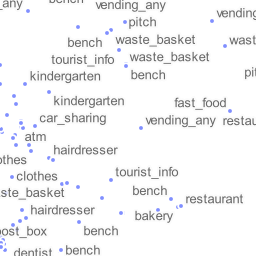 _any
bench
vending_any
vending
pitch
bench
waste_basket
wast
tourist_info
waste_basket
kindergarten
bench
pit
kindergarten
fast_food
car_sharing
vending_any
restau
atm
hairdresser
othes
clothes
tourist_info
ste_basket
bench
restaurant
hairdresser
bakery
ost_box
bench
dentist
bench